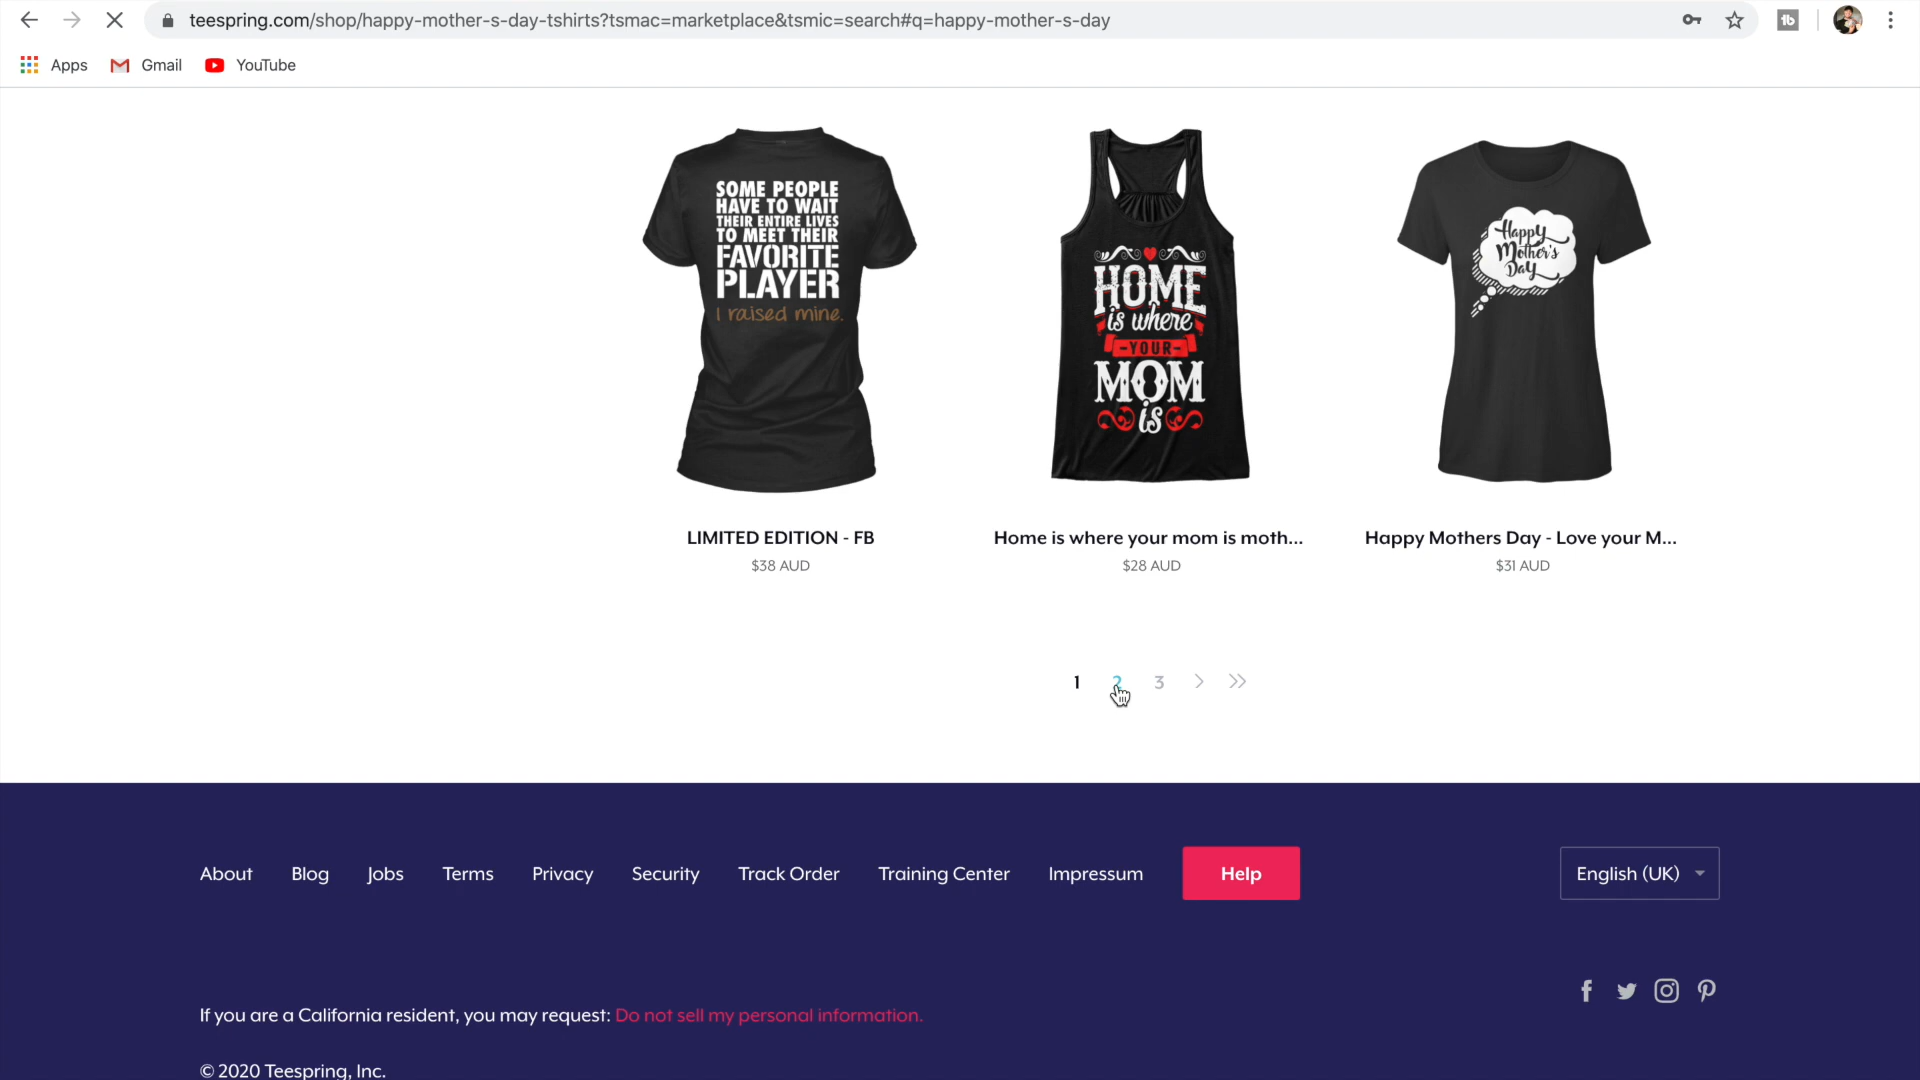 teespring.com/shop/happy-mother-s-day-tshirts?tsmac=marketplace&tsmic=search#q=happy-mother-s-day
Apps
Gmail
YouTube
SOME PEOPLE
HAVE TO WAIT
THEIR ENTIRE LIVES
TO MEET THEIR
FAVORITE
PLAYER
I raised mine.
HOME
is where
-YOUR-
MOM
is
Happy
Mother's
Day
LIMITED EDITION - FB
$38 AUD
Home is where your mom is moth...
$28 AUD
Happy Mothers Day - Love your M...
$31 AUD
1 2 3
About Blog Jobs Terms Privacy Security Track Order Training Center Impressum Help English (UK)
If you are a California resident, you may request: Do not sell my personal information.
© 2020 Teespring, Inc.